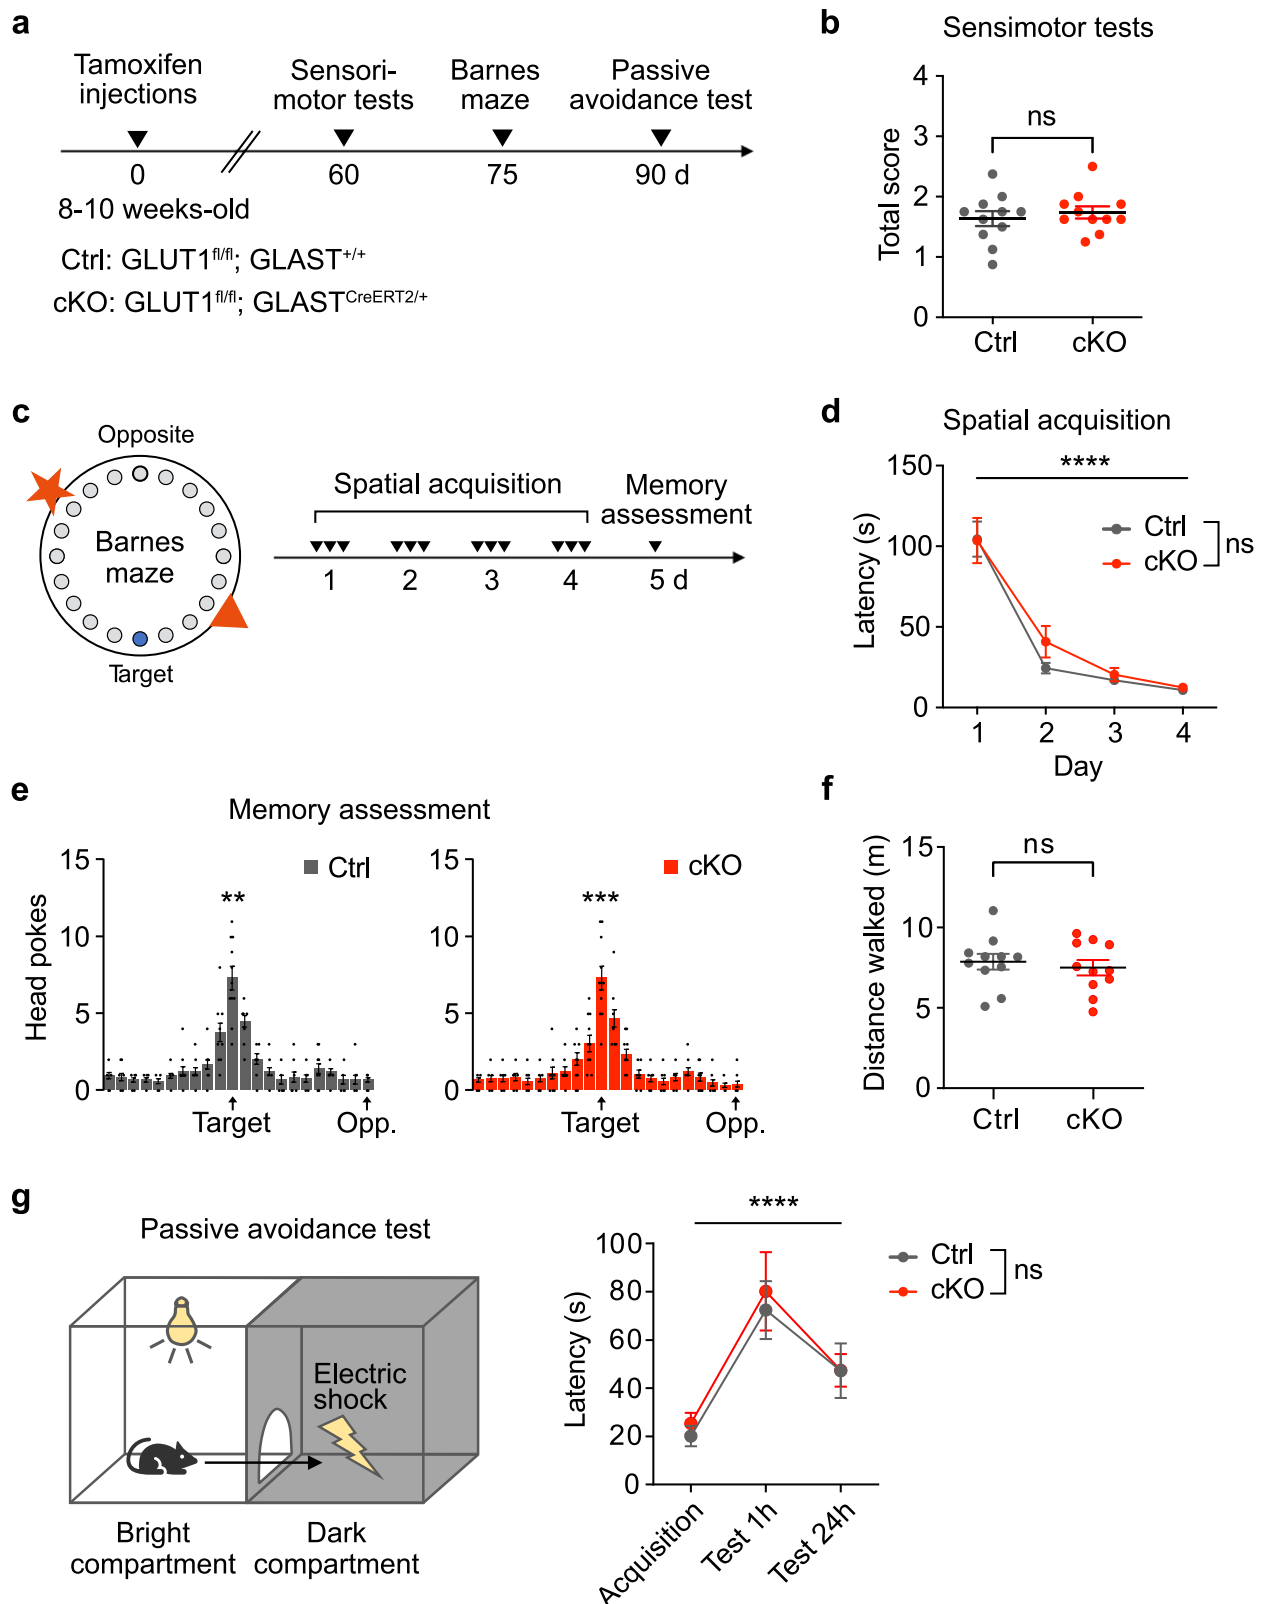 a
Tamoxifen
injections
Sensori-
motor tests
Barnes
maze
Passive
avoidance test
0
60
75
90 d
8-10 weeks-old
Ctrl: GLUT1fl/fl; GLAST+/+
cKO: GLUT1fl/fl; GLASTCreERT2/+
b
Sensimotor tests
Total score
4
3
2
1
0
ns
Ctrl
cKO
c
Opposite
Barnes
maze
Target
Spatial acquisition
Memory
assessment
1
2
3
4
5 d
d
Spatial acquisition
Latency (s)
150
100
50
0
****
Ctrl
cKO
ns
1
2
3
4
Day
e
Memory assessment
Head pokes
15
10
5
0
Ctrl
**
Target
Opp.
15
10
5
0
cKO
***
Target
Opp.
f
Distance walked (m)
15
10
5
0
ns
Ctrl
cKO
g
Passive avoidance test
Electric
shock
Bright
compartment
Dark
compartment
Latency (s)
100
80
60
40
20
0
****
Ctrl
cKO
ns
Acquisition
Test 1h
Test 24h